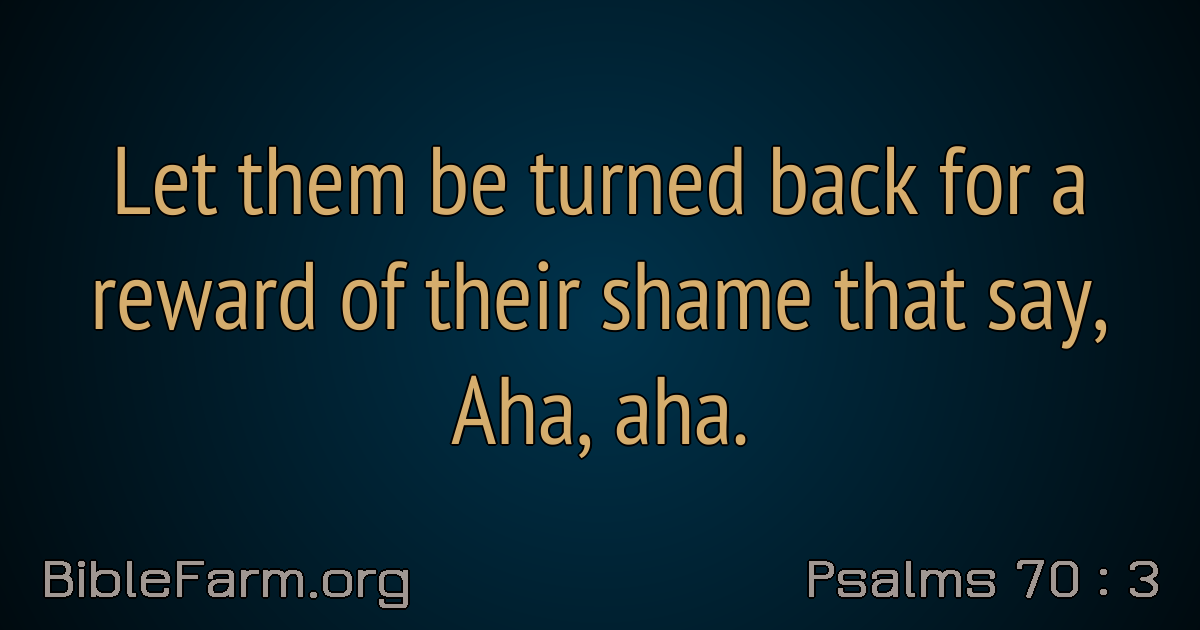 Let them be turned back for a
reward of their shame that say,
Aha, aha.
BibleFarm.org
Psalms 70 : 3